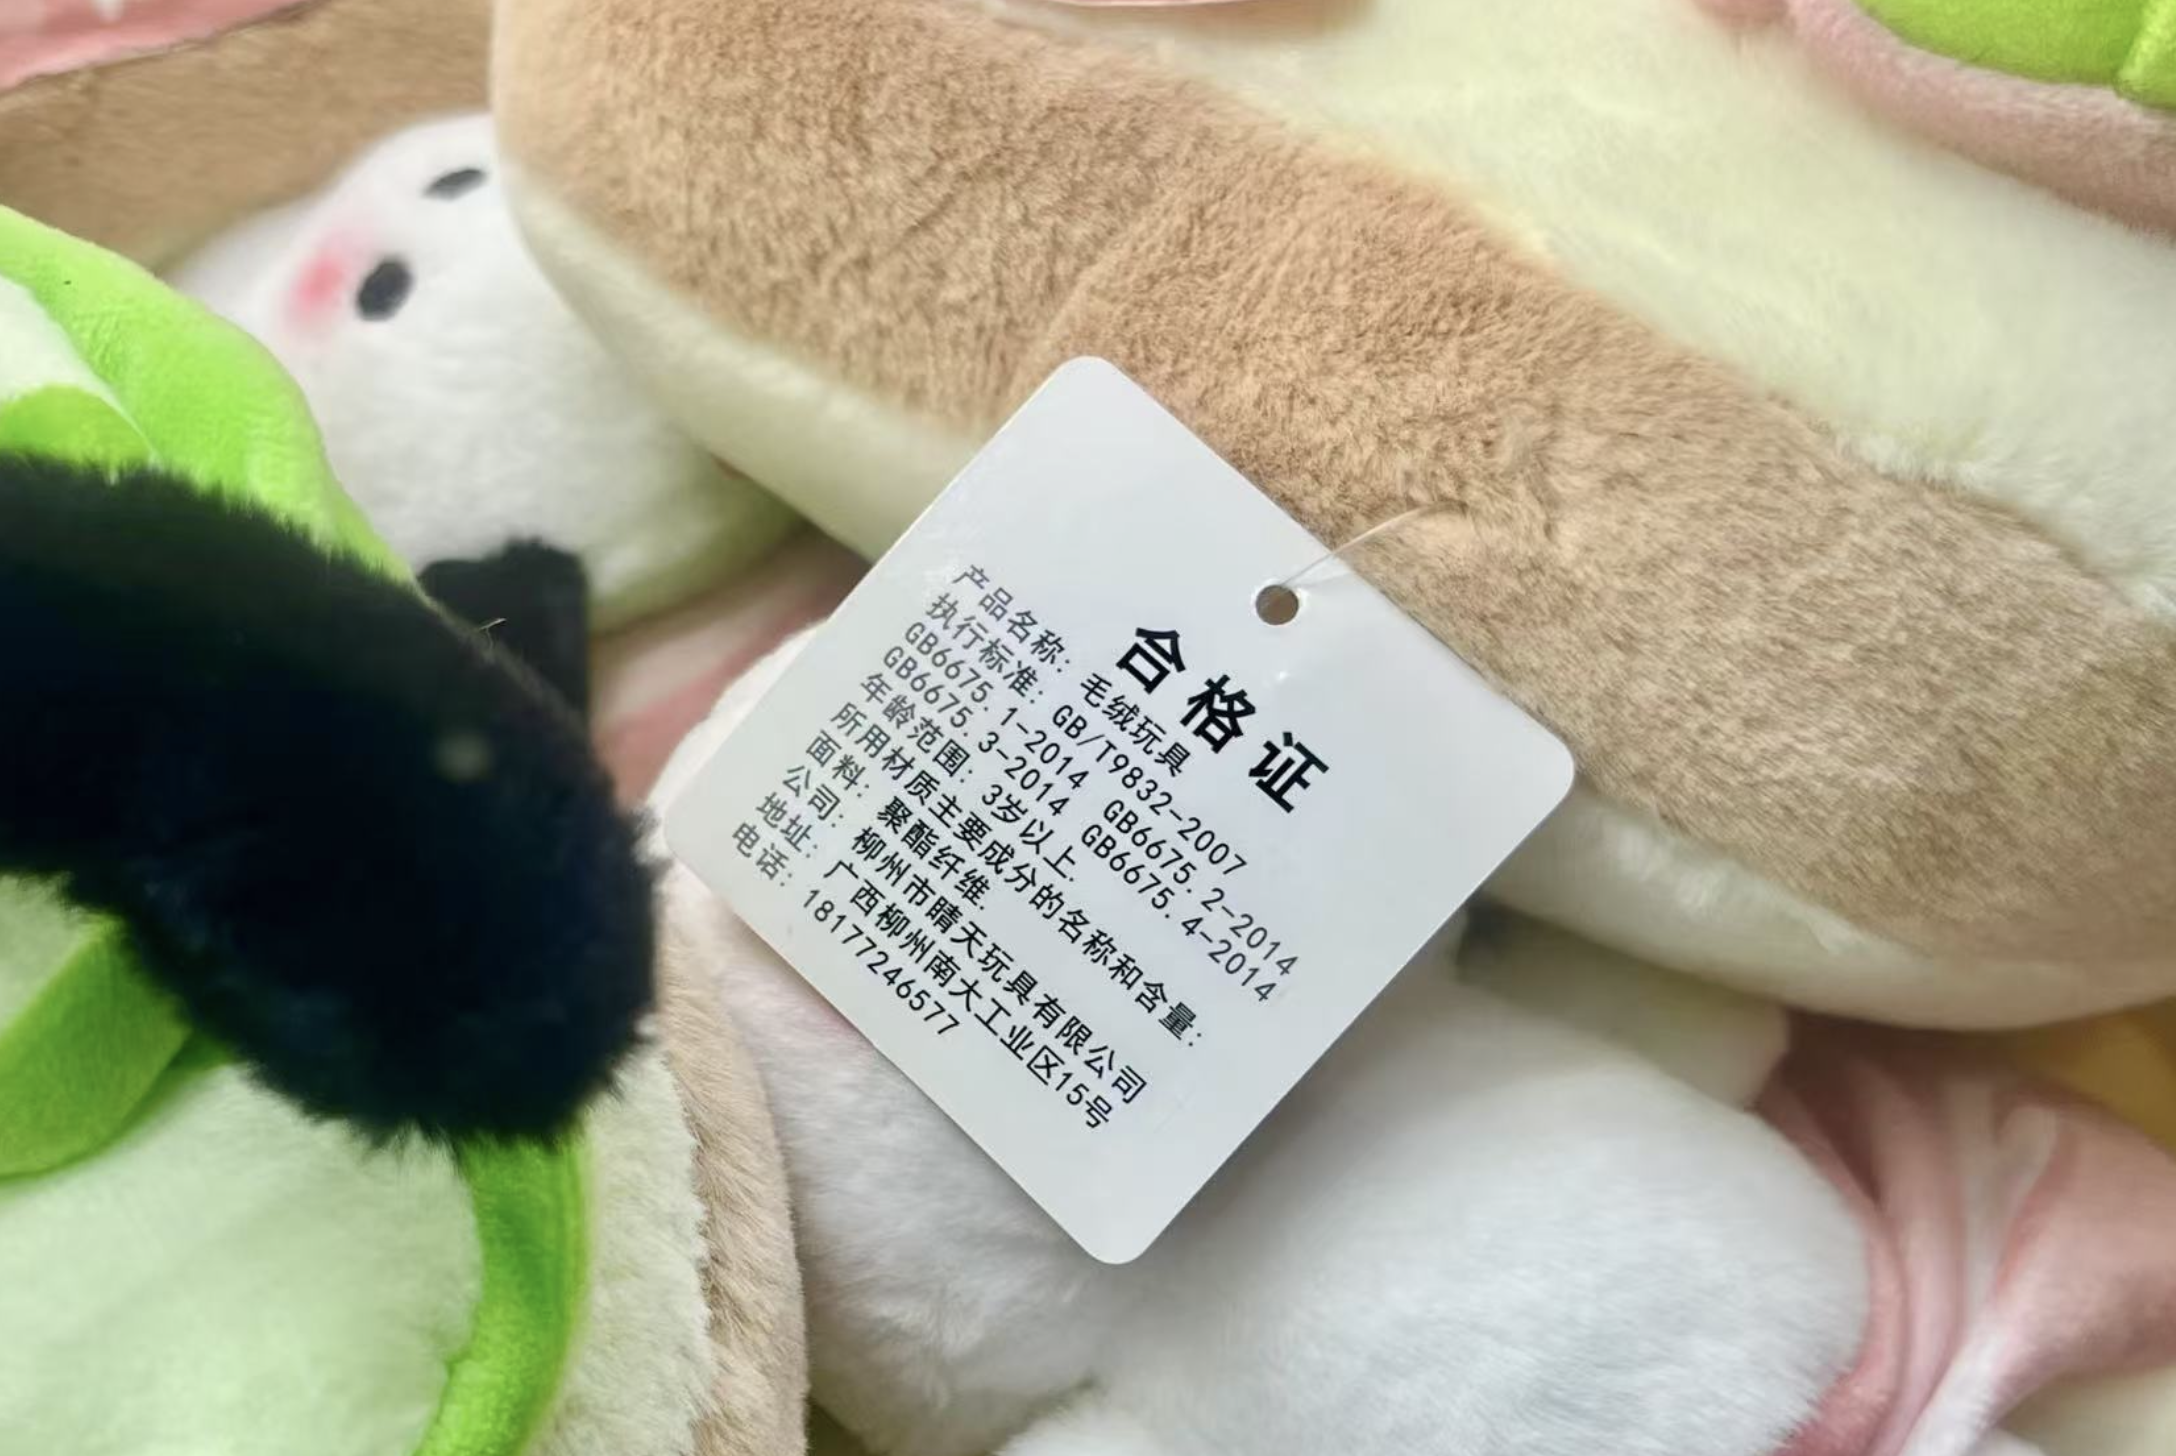 合格证
产品名称：毛绒玩具
执行标准：GB/T9832-2007
GB6675.1-2014 GB6675.2-2014
GB6675.3-2014 GB6675.4-2014
年龄范围：3岁以上.
所用材质主要成分的名称和含量：
面料：聚酯纤维.
公司：柳州市晴天玩具有限公司
地址：广西柳州南大工业区15号
电话：18177246577